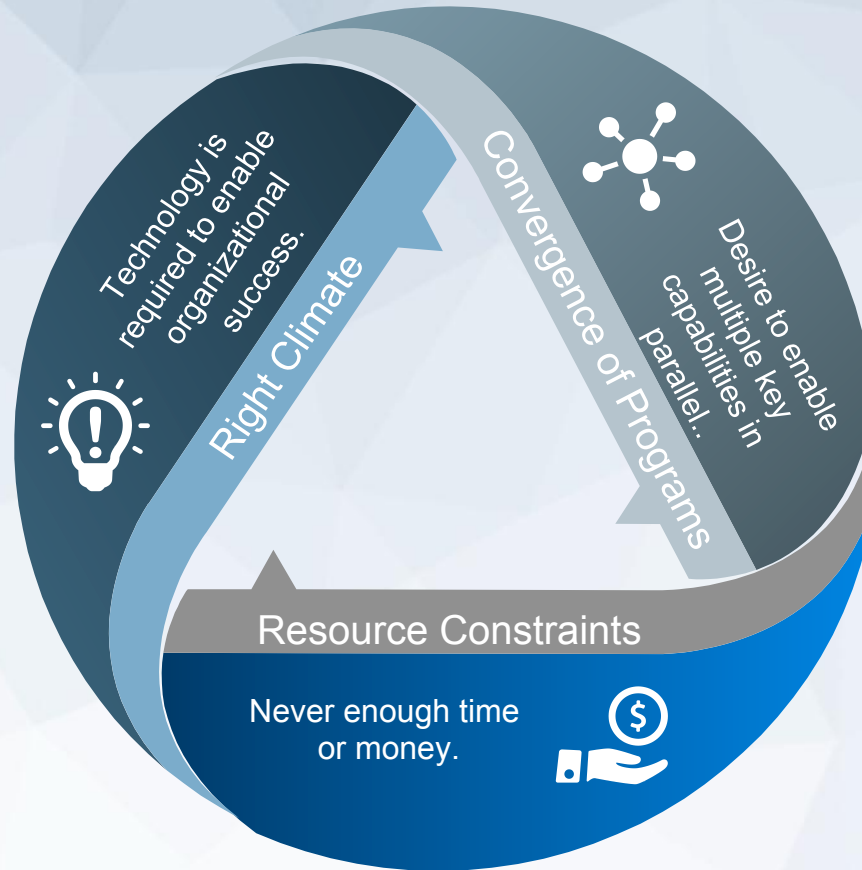 Technology is
required to enable
organizational
success.
Right Climate
Convergence of Programs
Desire to enable
multiple key
capabilities in
parallel..
Resource Constraints
Never enough time
or money.
$